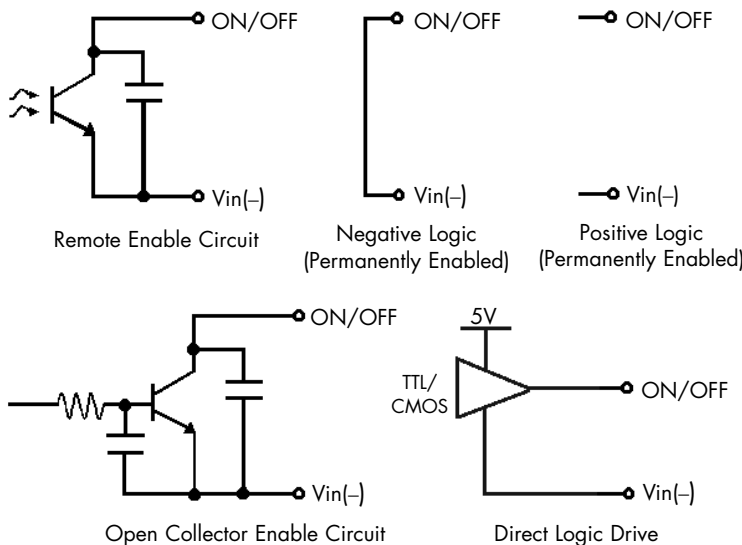 ON/OFF
Vin(–)
Remote Enable Circuit
ON/OFF
Vin(–)
Negative Logic
(Permanently Enabled)
ON/OFF
Vin(–)
Positive Logic
(Permanently Enabled)
ON/OFF
Vin(–)
Open Collector Enable Circuit
5V
TTL/
CMOS
ON/OFF
Vin(–)
Direct Logic Drive